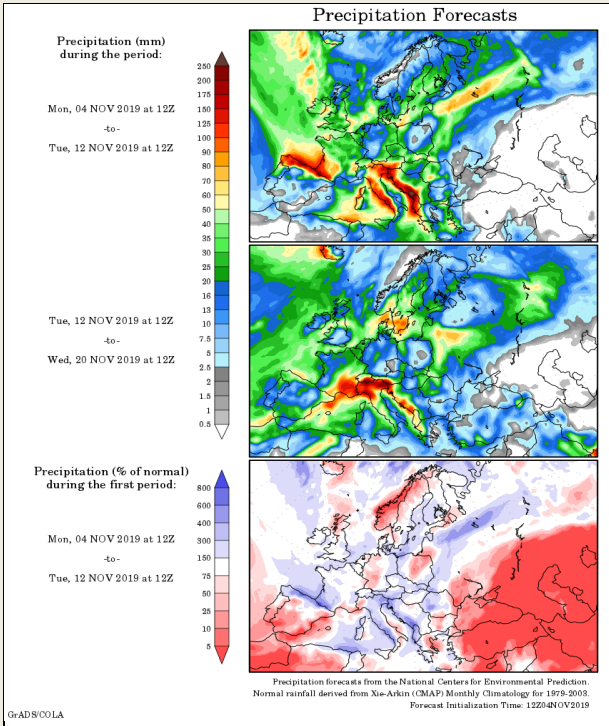 Precipitation Forecasts
Precipitation (mm)
during the period:
Mon, 04 NOV 2019 at 12Z
-to-
Tue, 12 NOV 2019 at 12Z
250
200
175
150
125
100
90
80
70
60
50
40
35
30
25
20
16
13
10
7.5
5
2.5
2
1.5
1
0.5
Tue, 12 NOV 2019 at 12Z
-to-
Wed, 20 NOV 2019 at 12Z
Precipitation (% of normal)
during the first period:
Mon, 04 NOV 2019 at 12Z
-to-
Tue, 12 NOV 2019 at 12Z
800
600
400
300
150
75
50
25
10
5
Precipitation forecasts from the National Centers for Environmental Prediction.
Normal rainfall derived from Xie-Arkin (CMAP) Monthly Climatology for 1979-2003.
Forecast Initialization Time: 12Z04NOV2019
GrADS/COLA